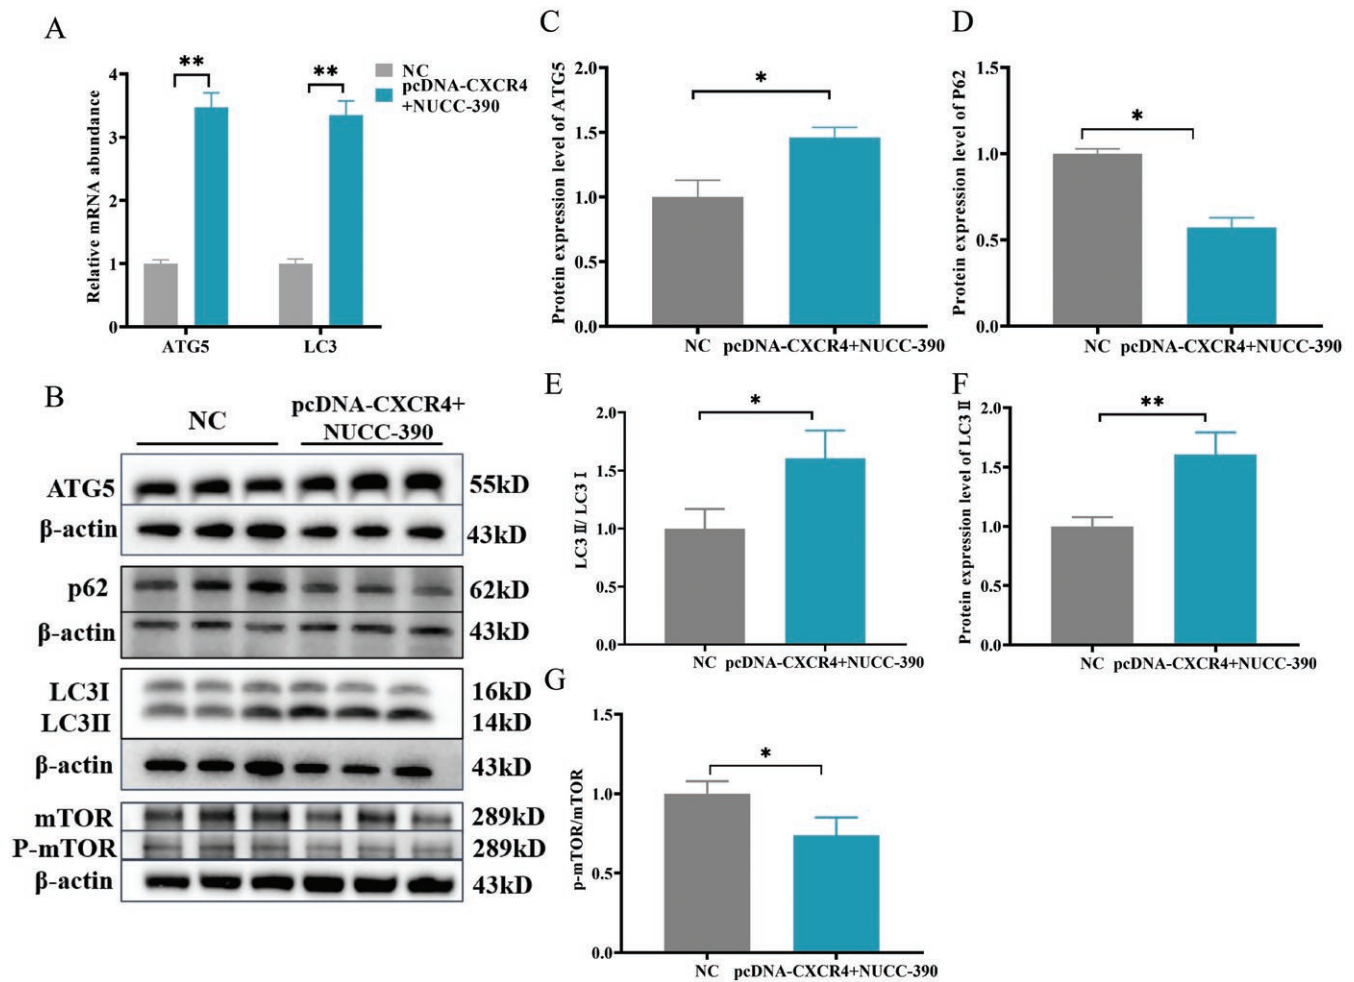 A
Relative mRNA abundance
4
3
2
1
0
**
**
ATG5 LC3
NC
pcDNA-CXCR4
+NUCC-390
B
NC
pcDNA-CXCR4+
NUCC-390
ATG5 55kD
β-actin 43kD
p62 62kD
β-actin 43kD
LC3I 16kD
LC3II 14kD
β-actin 43kD
mTOR 289kD
P-mTOR 289kD
β-actin 43kD
C
Protein expression level of ATG5
2.0
1.5
1.0
0.5
0.0
*
NC pcDNA-CXCR4+NUCC-390
D
Protein expression level of P62
1.5
1.0
0.5
0.0
*
NC pcDNA-CXCR4+NUCC-390
E
LC3 II/ LC3 I
2.0
1.5
1.0
0.5
0.0
*
NC pcDNA-CXCR4+NUCC-390
F
Protein expression level of LC3 II
2.0
1.5
1.0
0.5
0.0
**
NC pcDNA-CXCR4+NUCC-390
G
p-mTOR/mTOR
1.5
1.0
0.5
0.0
*
NC pcDNA-CXCR4+NUCC-390